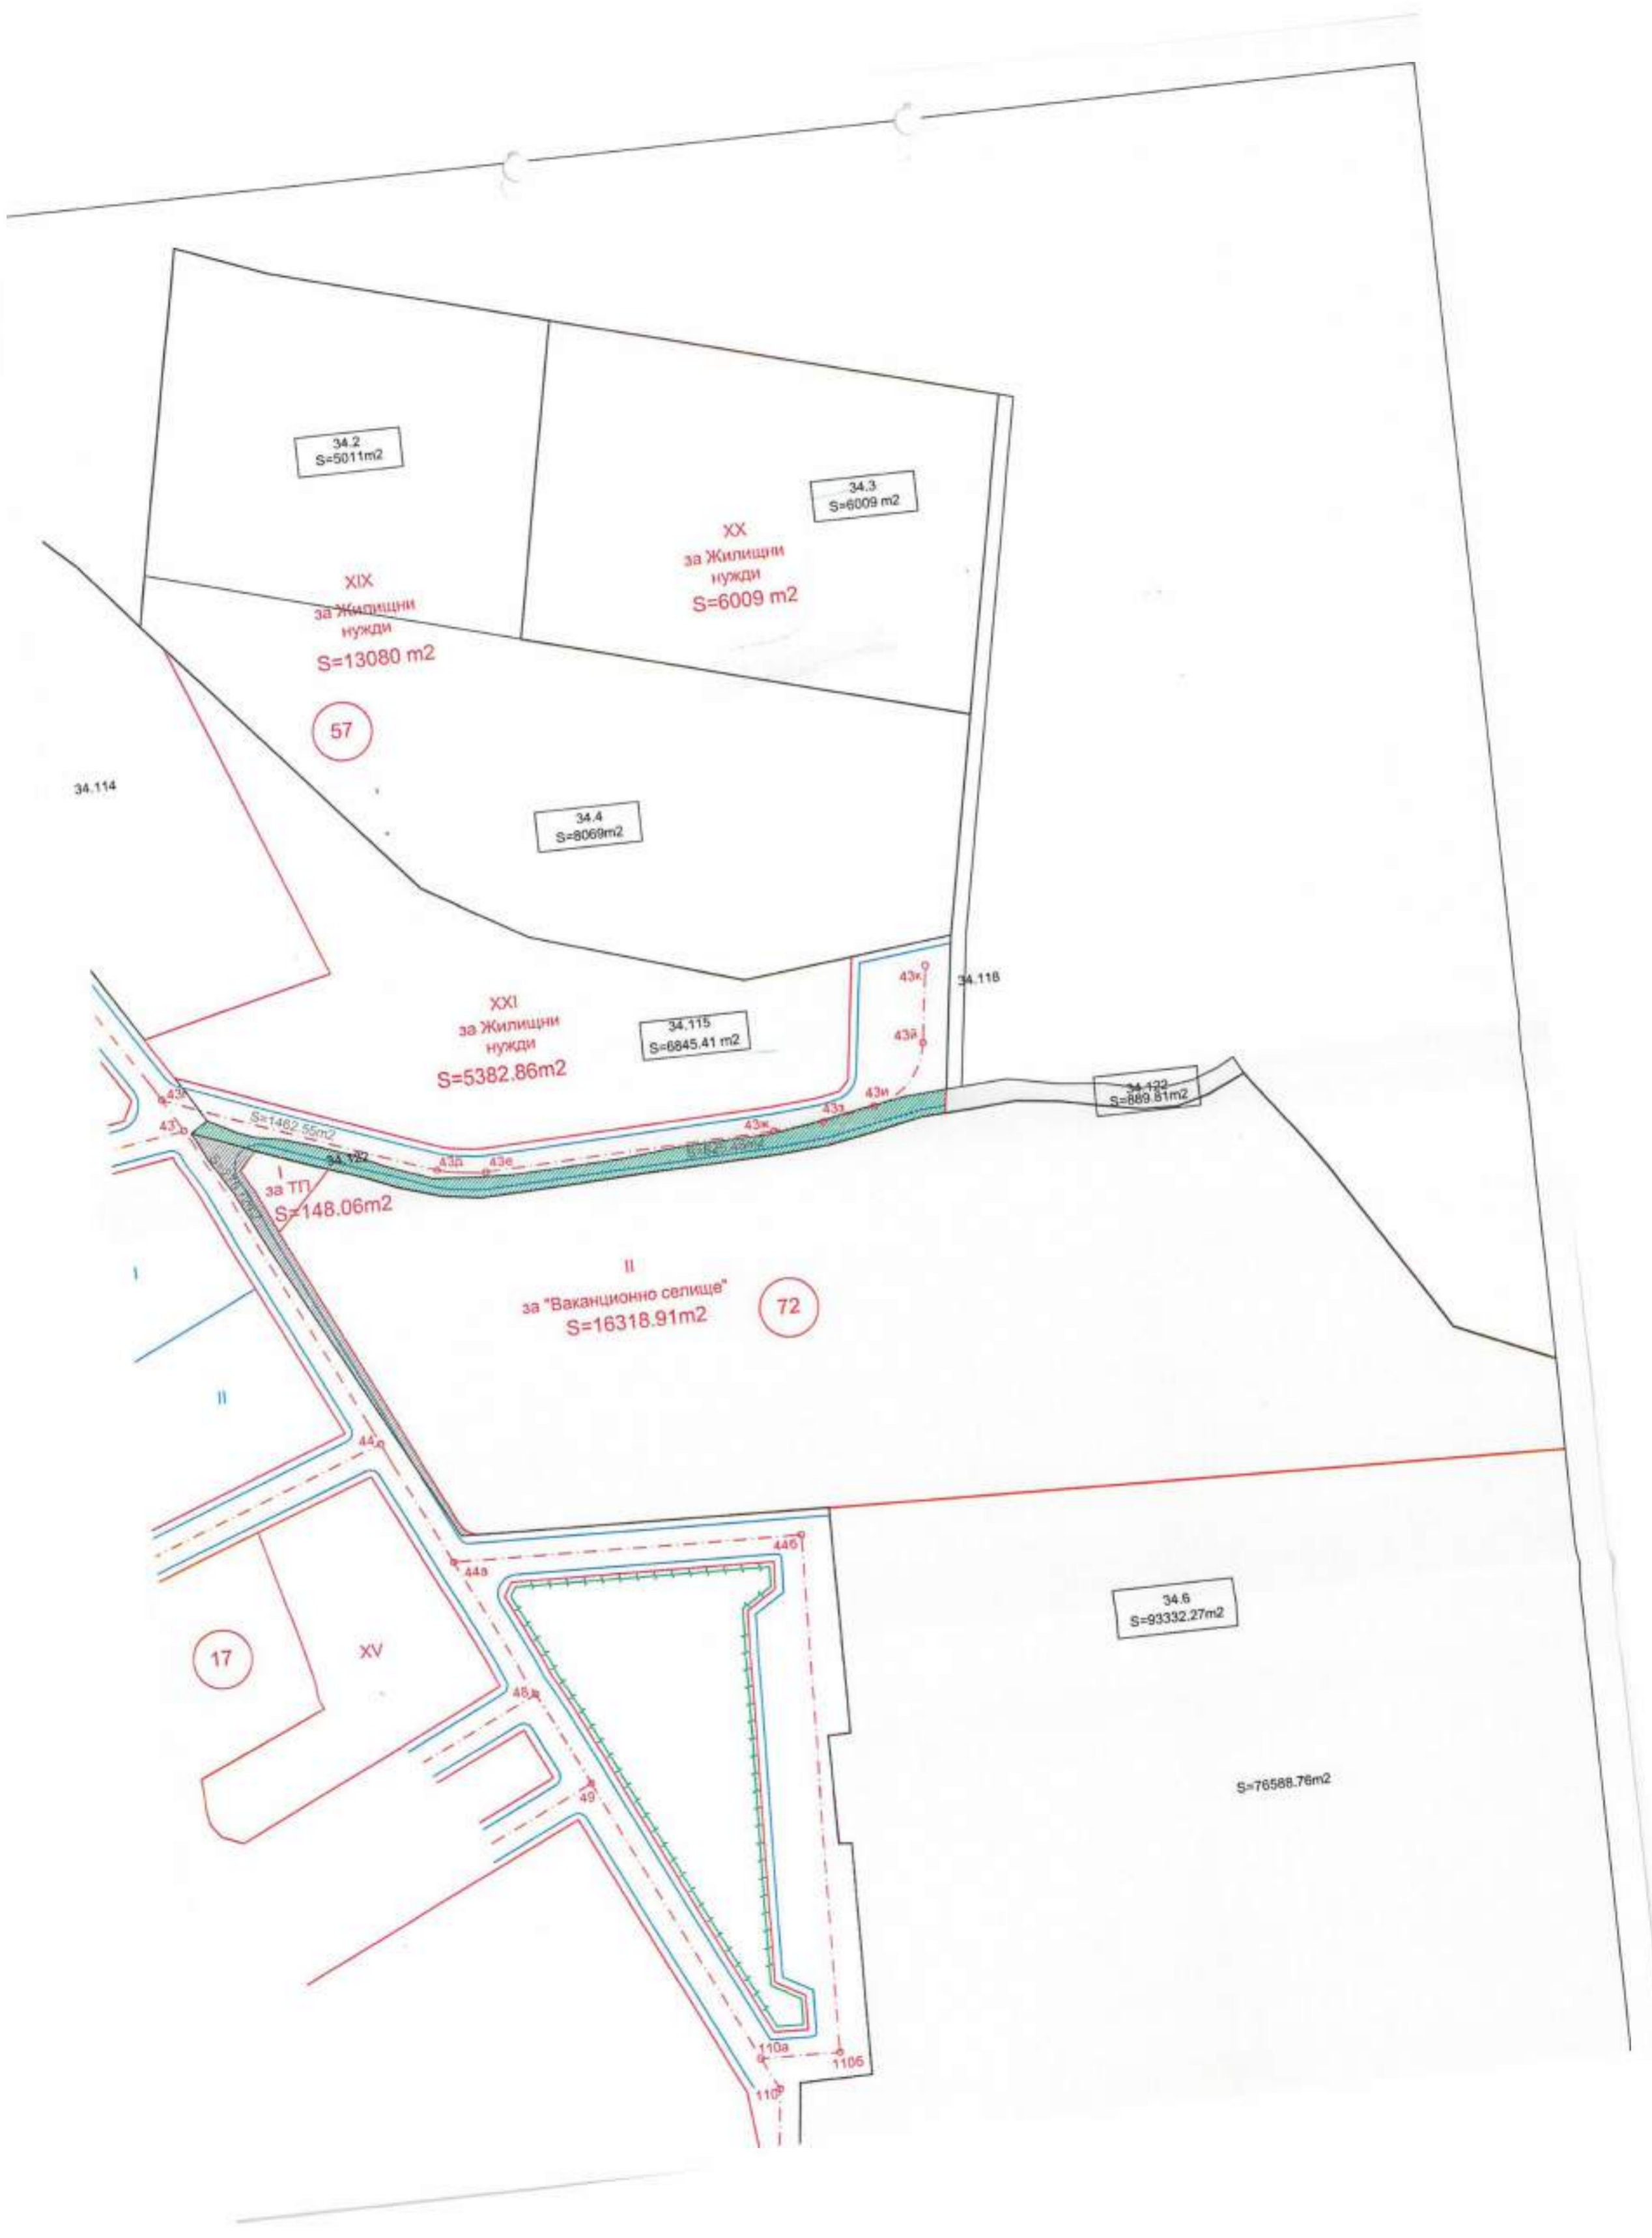 34.2
S=5011m2
34.3
S=6009 m2
XX
за Жилищни
нужди
S=6009 m2
XIX
за Жилищни
нужди
S=13080 m2
57
34.114
34.4
S=8069m2
43к
34.118
XXI
за Жилищни
нужди
S=5382.86m2
34.115
S=6845.41 m2
43й
34.122
S=889.81m2
43г
43и
43з
43ж
S=1462.55m2
43
43д
43е
34.122
I
за ТП
S=148.06m2
I
II
за "Ваканционно селище"
S=16318.91m2
72
II
44
44а
44б
34.6
S=93332.27m2
17
XV
48
49
S=76588.76m2
110а
110б
110